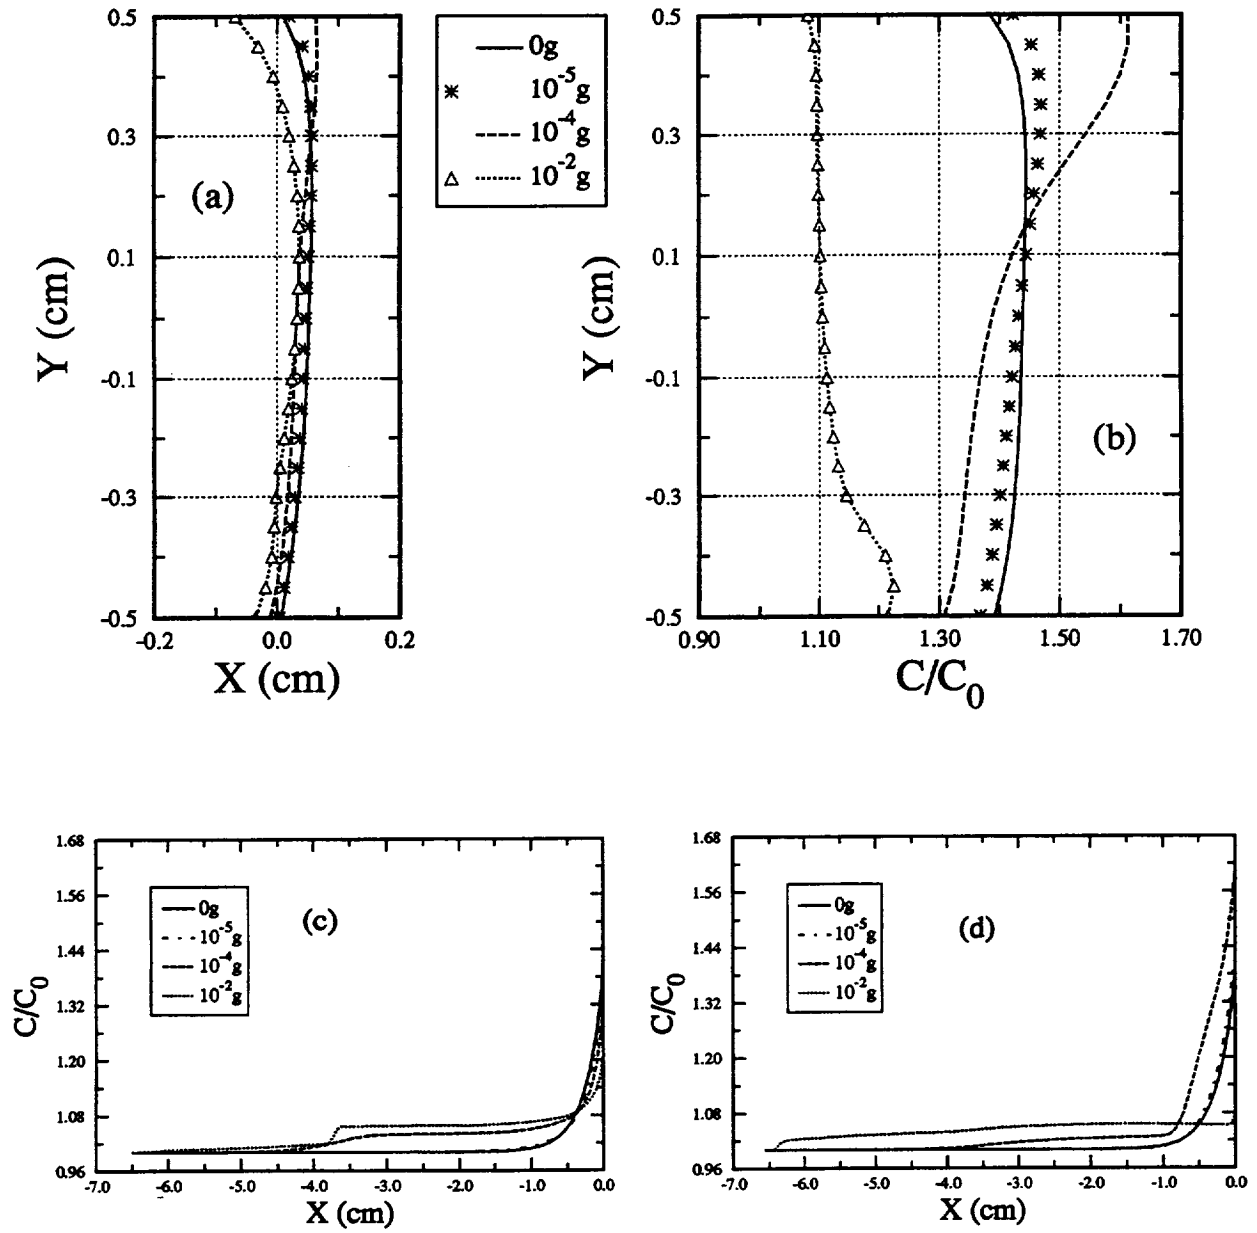 0.5
0.3
0.1
-0.1
-0.3
-0.5
Y (cm)
(a)
-0.2 0.0 0.2
X (cm)
0g
10-5g
10-4g
10-2g
0.5
0.3
0.1
-0.1
-0.3
-0.5
Y (cm)
(b)
0.90 1.10 1.30 1.50 1.70
C/C0
1.68
1.56
1.44
1.32
1.20
1.08
0.96
C/C0
0g
10-5g
10-4g
10-2g
(c)
-7.0 -6.0 -5.0 -4.0 -3.0 -2.0 -1.0 0.0
X (cm)
1.68
1.56
1.44
1.32
1.20
1.08
0.96
C/C0
0g
10-5g
10-4g
10-2g
(d)
-7.0 -6.0 -5.0 -4.0 -3.0 -2.0 -1.0 0.0
X (cm)